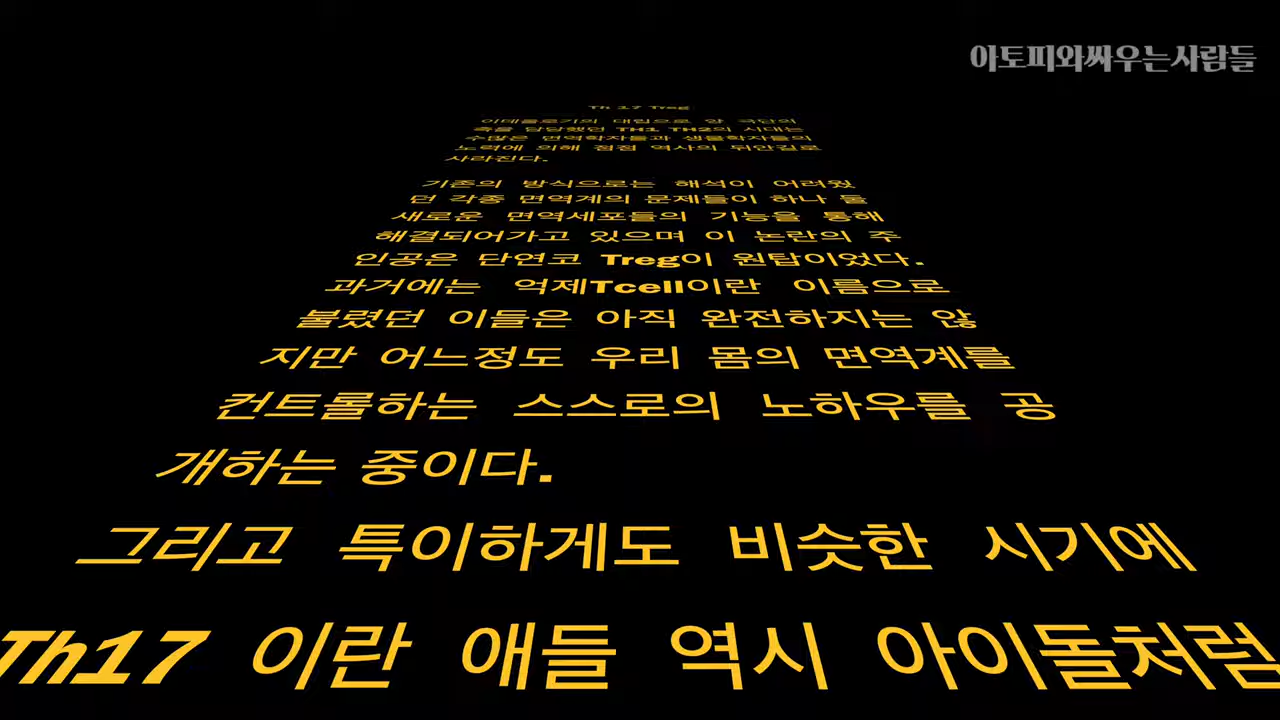 아토피와싸우는사람들
Th 17 Treg
이데올로기의 대립으로 양 극단의
축을 담당했던 TH1 TH2의 시대는
수많은 면역학자들과 생물학자들의
노력에 의해 점점 역사의 뒤안길로
사라진다.
기존의 방식으로는 해석이 어려웠
던 각종 면역계의 문제들이 하나 둘
새로운 면역세포들의 기능을 통해
해결되어가고 있으며 이 논란의 주
인공은 단연코 Treg이 원탑이었다.
과거에는 억제Tcell이란 이름으로
불렸던 이들은 아직 완전하지는 않
지만 어느정도 우리 몸의 면역계를
컨트롤하는 스스로의 노하우를 공
개하는 중이다.
그리고 특이하게도 비슷한 시기에
Th17 이란 애들 역시 아이돌처럼